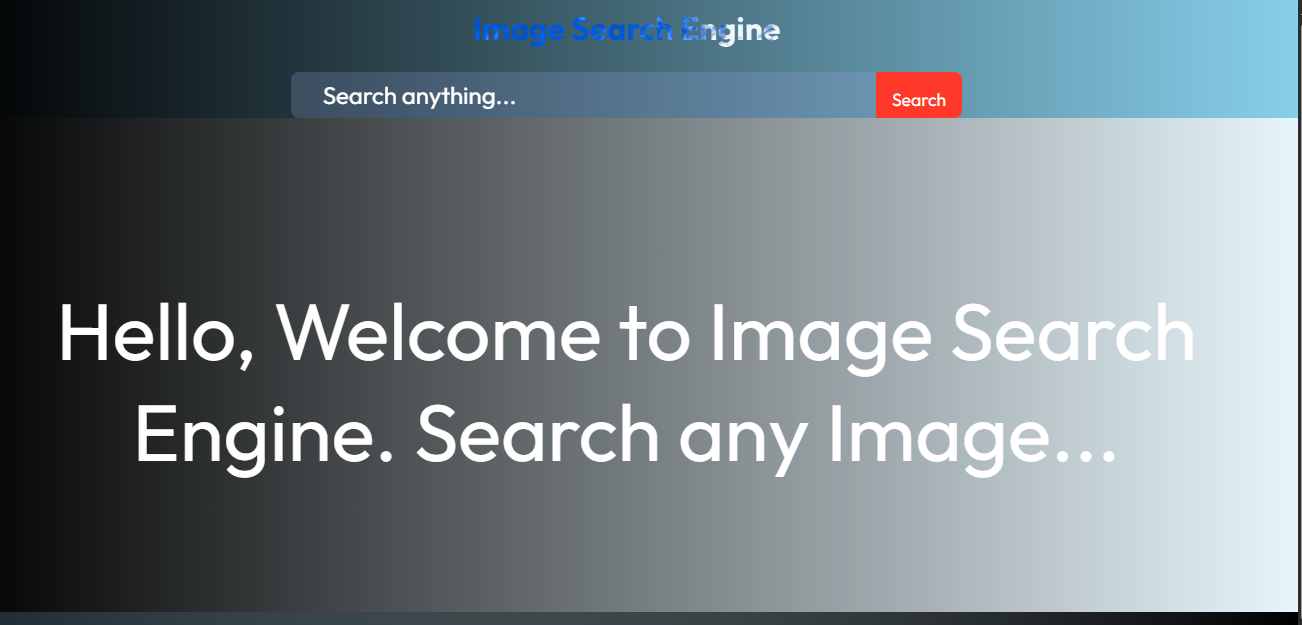 Image Search Engine
Search anything...
Search
Hello, Welcome to Image Search
Engine. Search any Image...